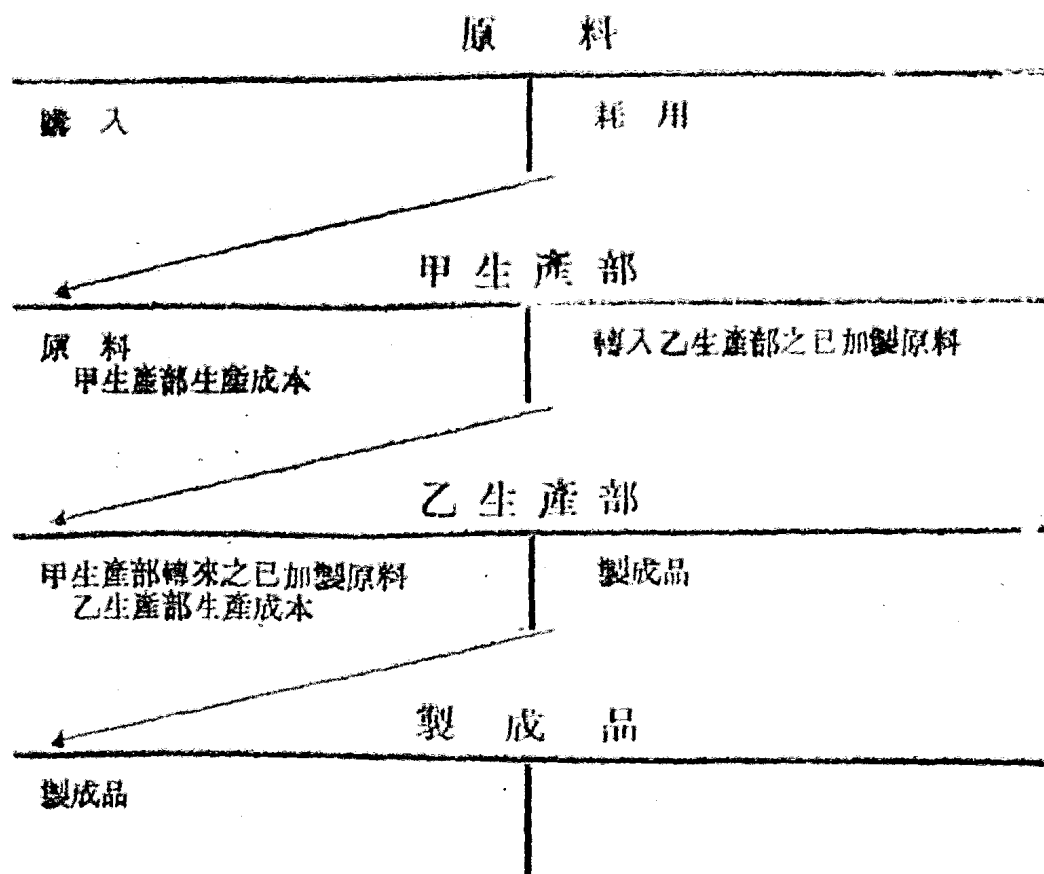 原料
購入
耗用
甲生產部
原料
甲生產部生產成本
轉入乙生產部之已加製原料
乙生產部
甲生產部轉來之已加製原料
乙生產部生產成本
製成品
製成品
製成品